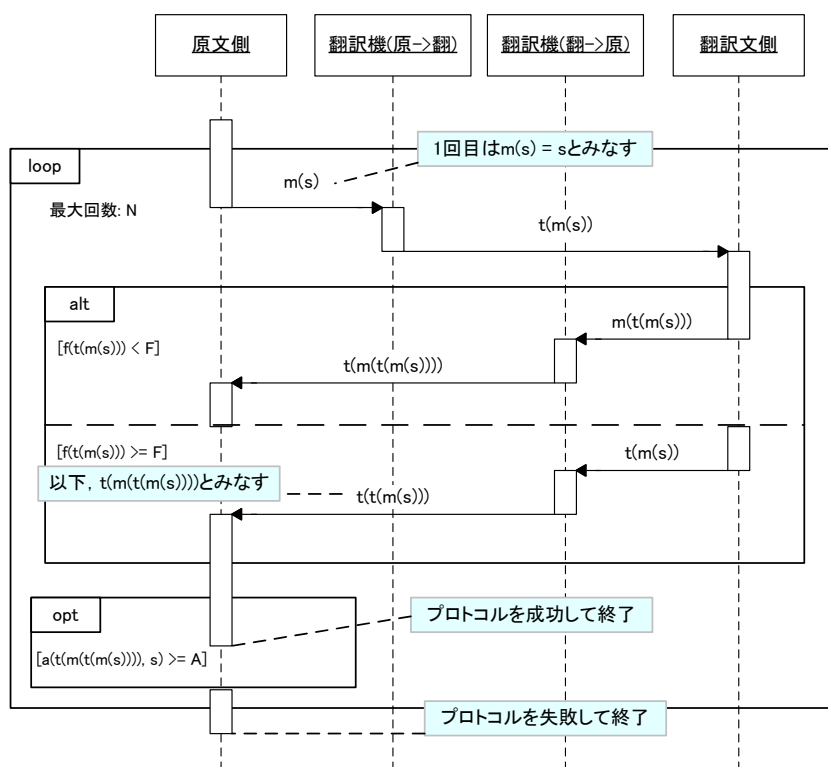 原文側
翻訳機(原->翻)
翻訳機(翻->原)
翻訳文側
loop
1回目はm(s) = sとみなす
m(s)
最大回数: N
t(m(s))
alt
m(t(m(s)))
[f(t(m(s))) < F]
t(m(t(m(s))))
[f(t(m(s))) >= F]
t(m(s))
以下, t(m(t(m(s))))とみなす
t(t(m(s)))
opt
プロトコルを成功して終了
[a(t(m(t(m(s)))), s) >= A]
プロトコルを失敗して終了